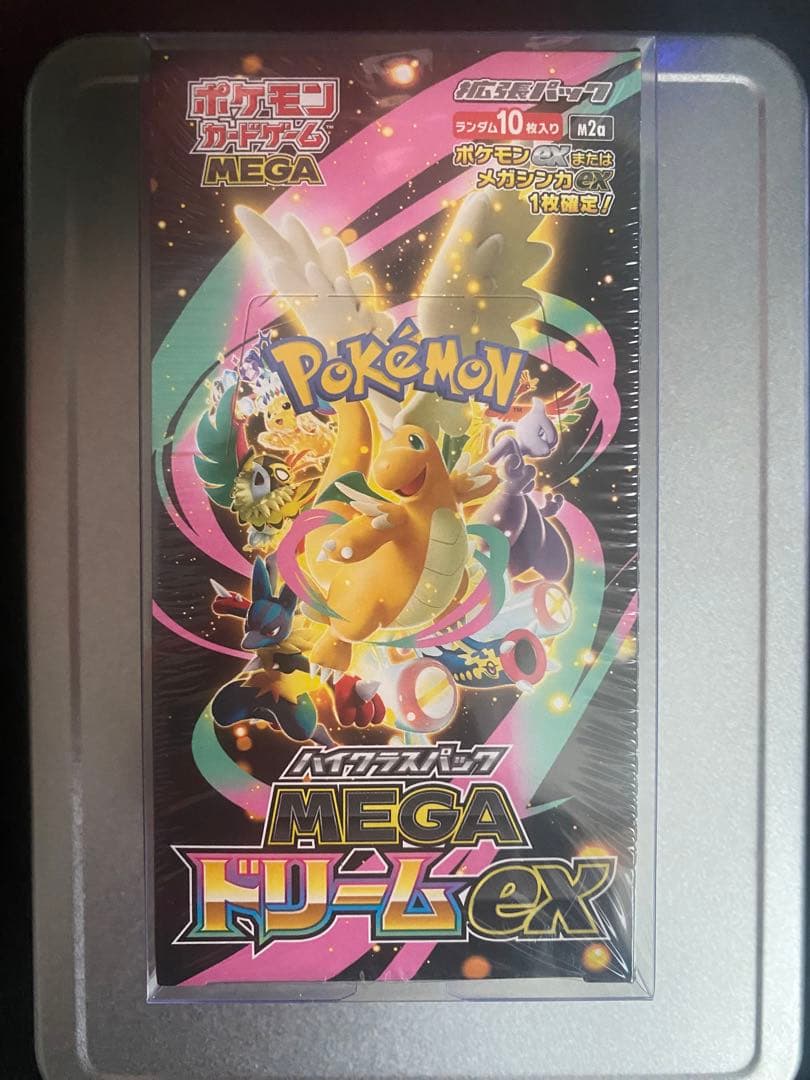 ポケモン
カードゲーム™
MEGA
拡張パック
ランダム10枚入り M2a
ポケモンexまたは
メガシンカex
1枚確定!
POKÉMON™
ハイクラスパック
MEGA
ドリームex